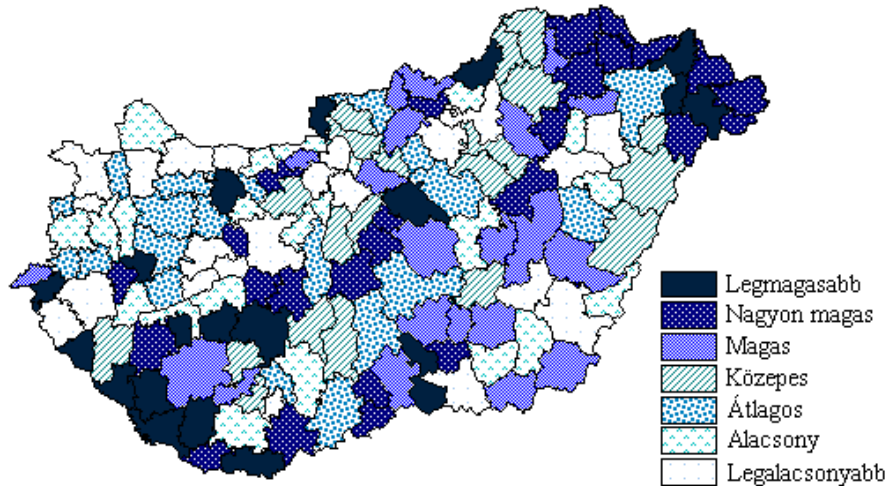 Legmagasabb
Nagyon magas
Magas
Közepes
Átlagos
Alacsony
Legalacsonyabb